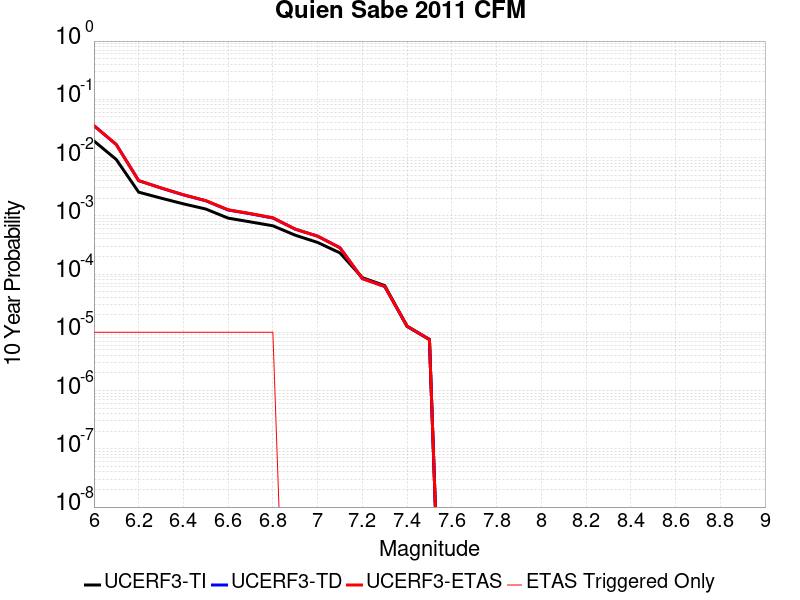 Quien Sabe 2011 CFM
10 Year Probability
10^0
10^-1
10^-2
10^-3
10^-4
10^-5
10^-6
10^-7
10^-8
6 6.2 6.4 6.6 6.8 7 7.2 7.4 7.6 7.8 8 8.2 8.4 8.6 8.8 9
Magnitude
UCERF3-TI UCERF3-TD UCERF3-ETAS ETAS Triggered Only